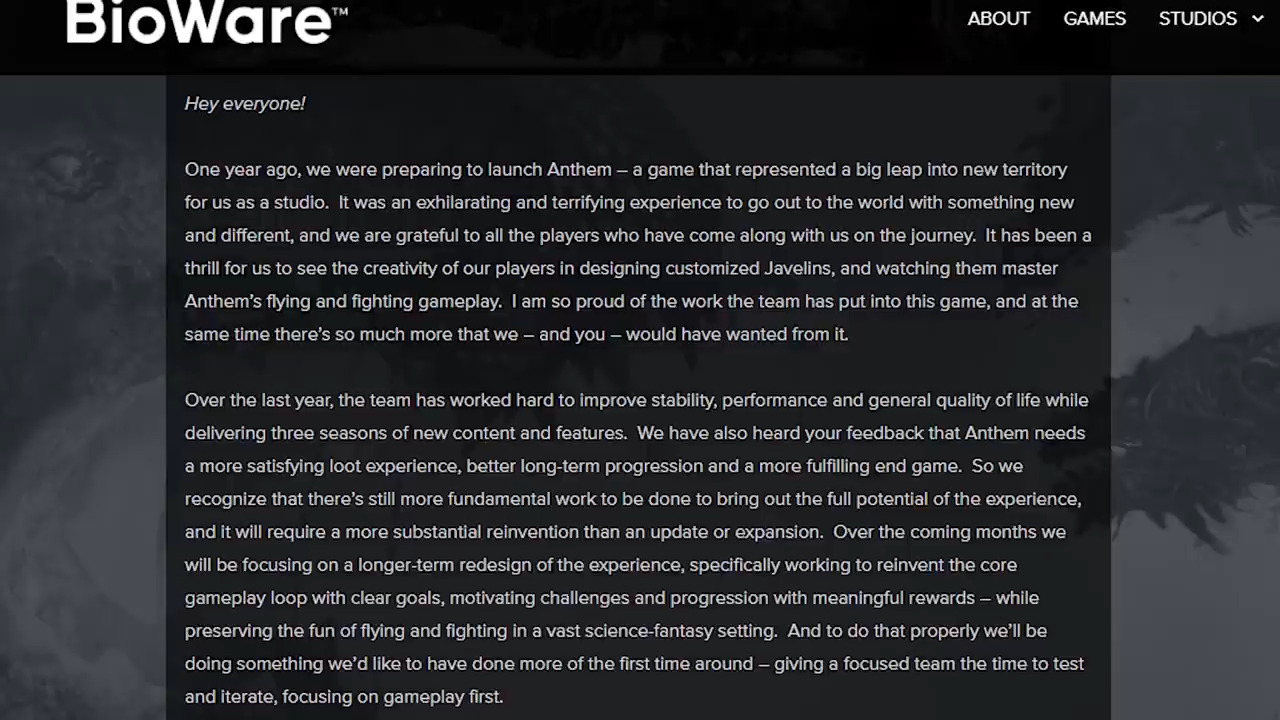 BioWare™
ABOUT GAMES STUDIOS
Hey everyone!
One year ago, we were preparing to launch Anthem – a game that represented a big leap into new territory
for us as a studio.  It was an exhilarating and terrifying experience to go out to the world with something new
and different, and we are grateful to all the players who have come along with us on the journey.  It has been a
thrill for us to see the creativity of our players in designing customized Javelins, and watching them master
Anthem's flying and fighting gameplay.  I am so proud of the work the team has put into this game, and at the
same time there's so much more that we – and you – would have wanted from it.
Over the last year, the team has worked hard to improve stability, performance and general quality of life while
delivering three seasons of new content and features.  We have also heard your feedback that Anthem needs
a more satisfying loot experience, better long-term progression and a more fulfilling end game.  So we
recognize that there's still more fundamental work to be done to bring out the full potential of the experience,
and it will require a more substantial reinvention than an update or expansion.  Over the coming months we
will be focusing on a longer-term redesign of the experience, specifically working to reinvent the core
gameplay loop with clear goals, motivating challenges and progression with meaningful rewards – while
preserving the fun of flying and fighting in a vast science-fantasy setting.  And to do that properly we'll be
doing something we'd like to have done more of the first time around – giving a focused team the time to test
and iterate, focusing on gameplay first.